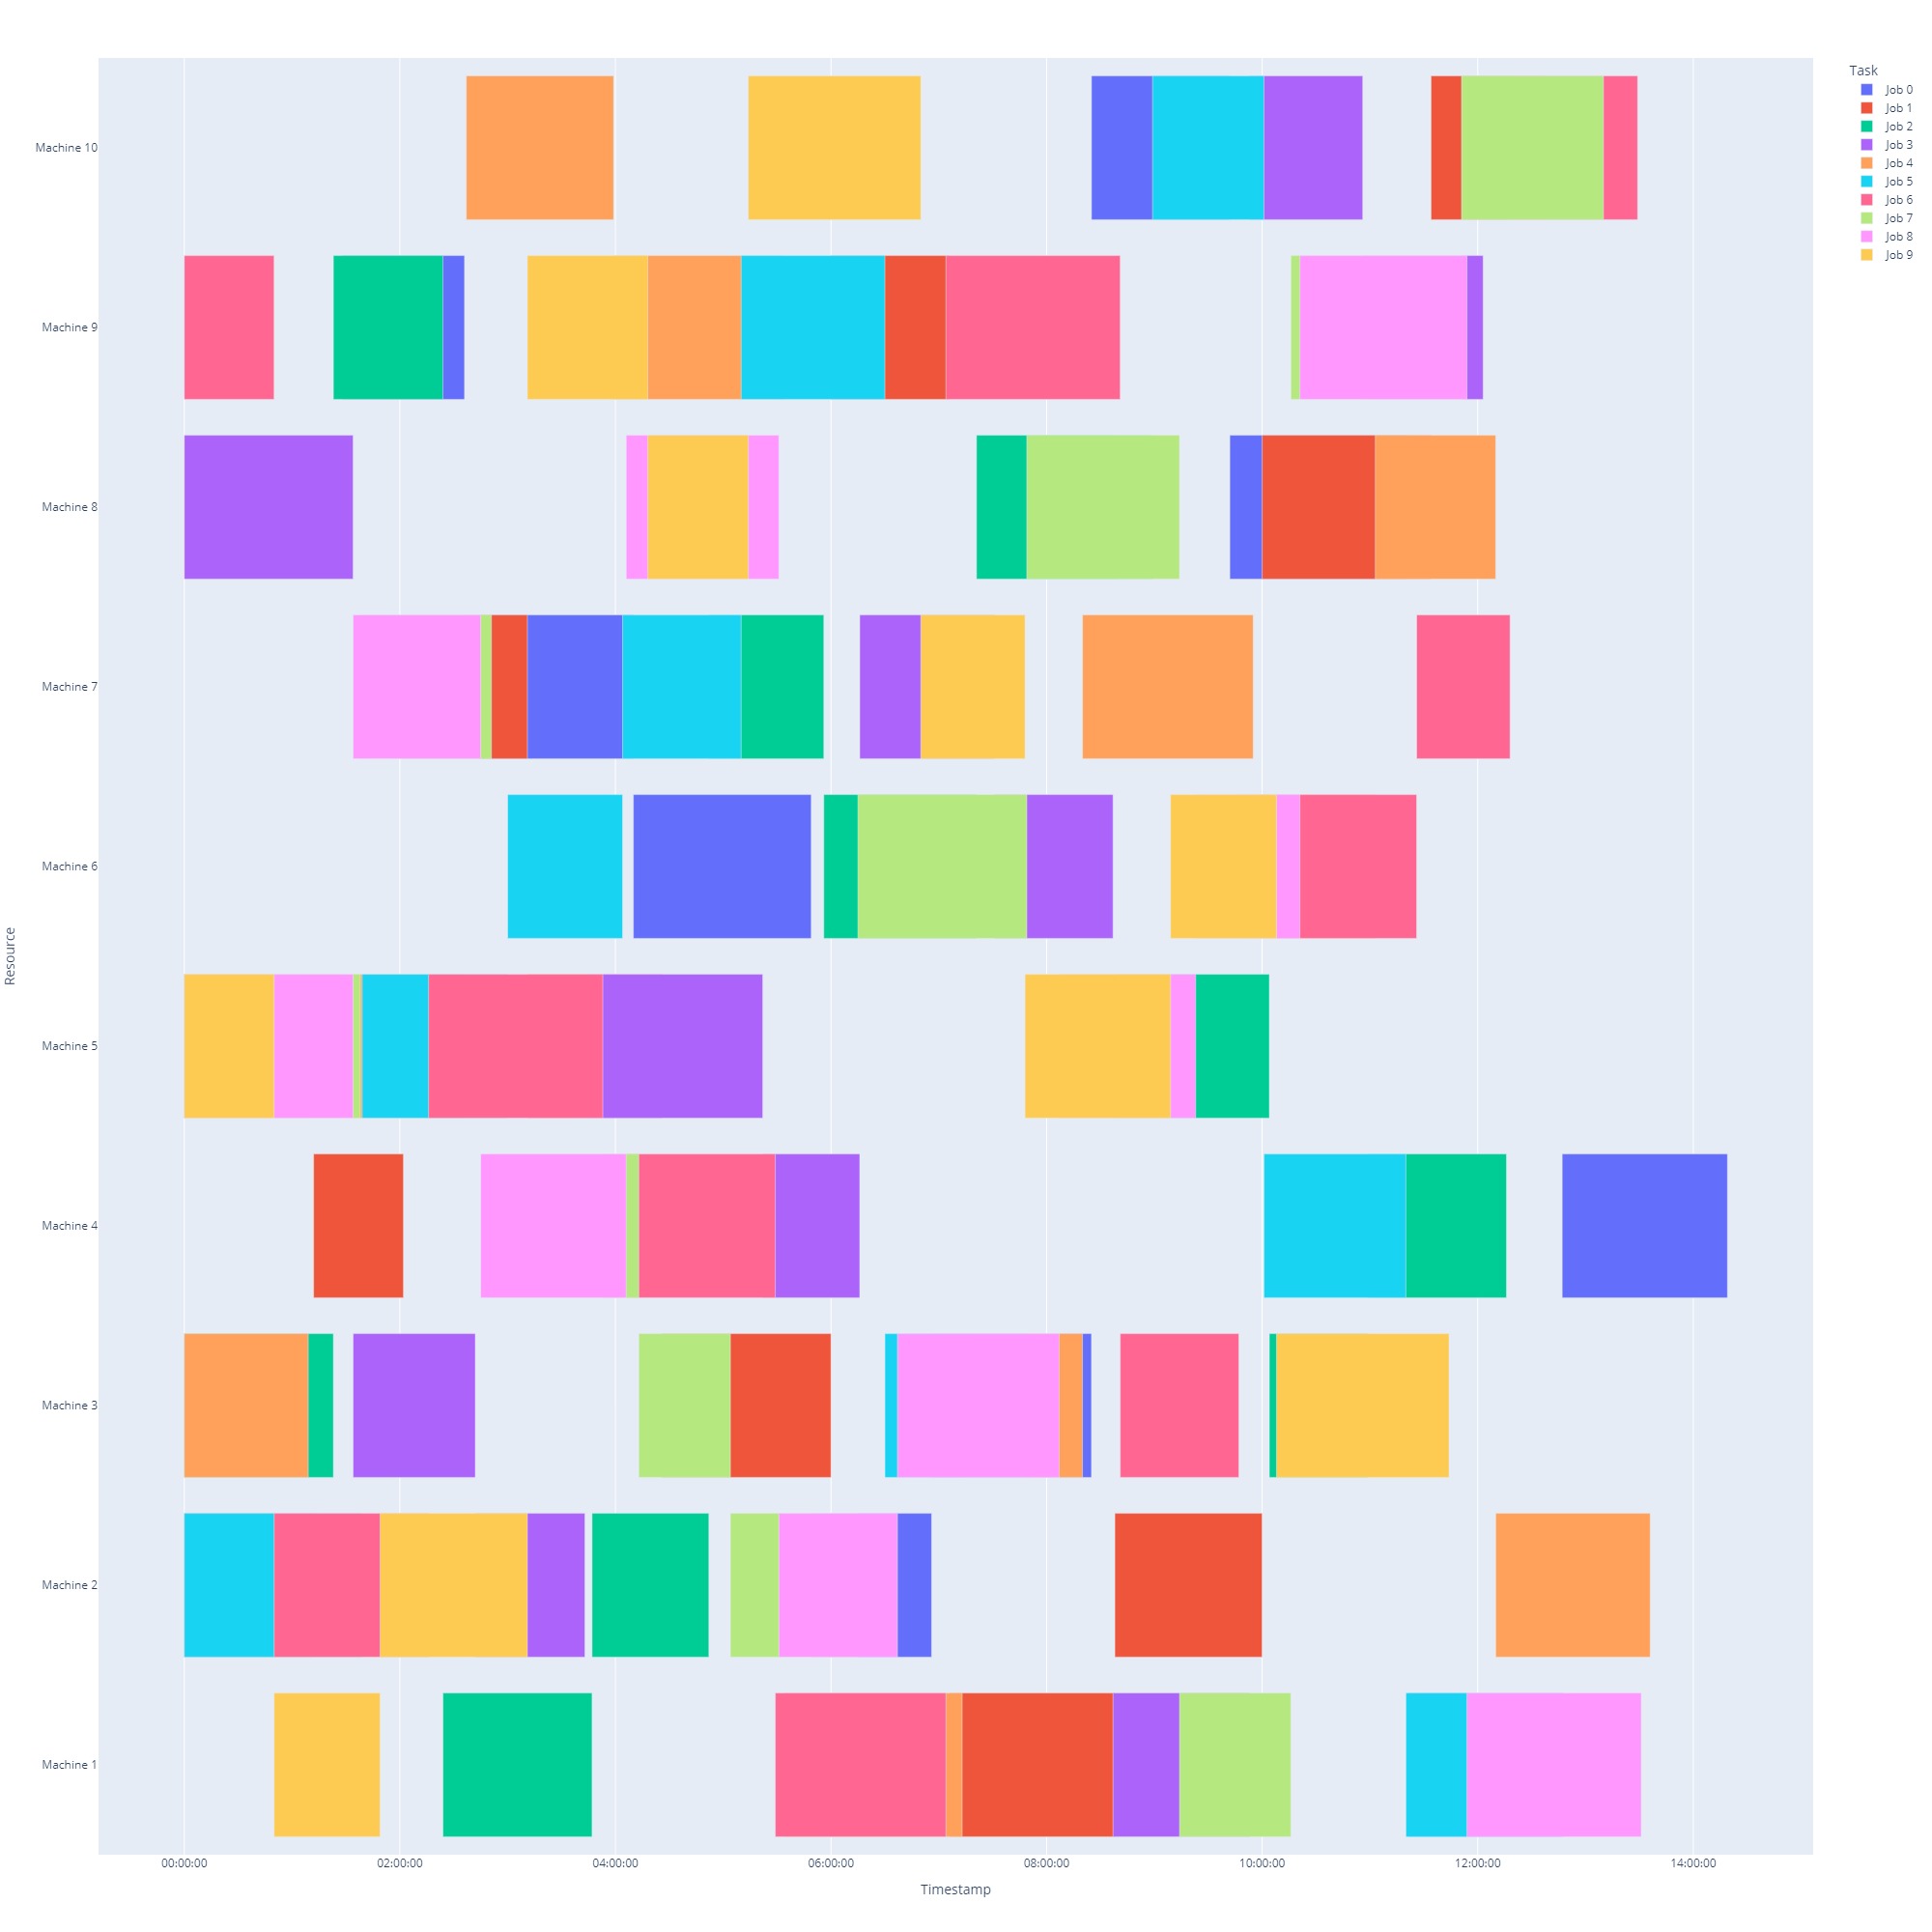 Task
Job 0
Job 1
Job 2
Job 3
Job 4
Job 5
Job 6
Job 7
Job 8
Job 9
Machine 10
Machine 9
Machine 8
Machine 7
Machine 6
Machine 5
Machine 4
Machine 3
Machine 2
Machine 1
Resource
00:00:00 02:00:00 04:00:00 06:00:00 08:00:00 10:00:00 12:00:00 14:00:00
Timestamp